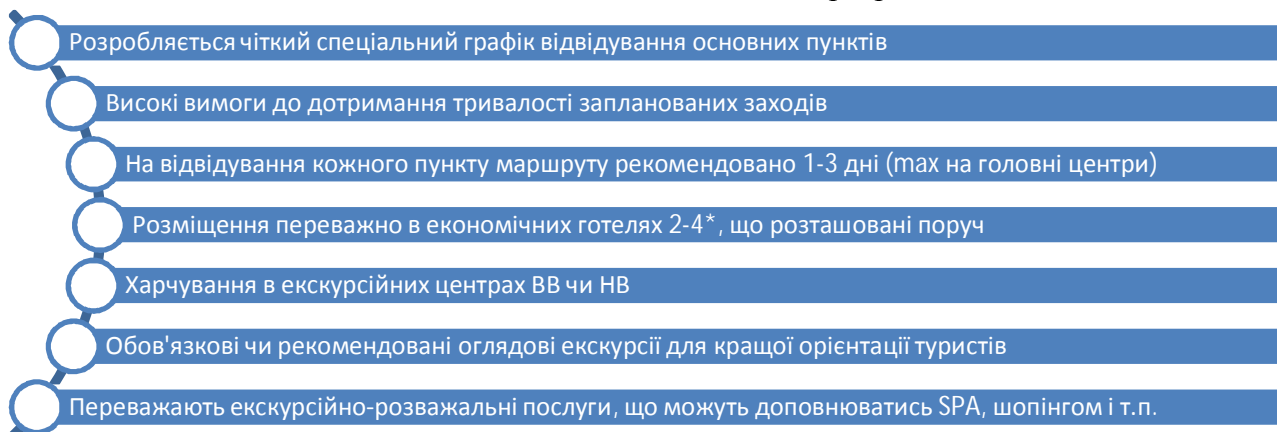 Розробляється чіткий спеціальний графік відвідування основних пунктів
Високі вимоги до дотримання тривалості запланованих заходів
На відвідування кожного пункту маршруту рекомендовано 1-3 дні (max на головні центри)
Розміщення переважно в економічних готелях 2-4*, що розташовані поруч
Харчування в екскурсійних центрах BB чи HB
Обов'язкові чи рекомендовані оглядові екскурсії для кращої орієнтації туристів
Переважають екскурсійно-розважальні послуги, що можуть доповнюватись SPA, шопінгом і т.п.